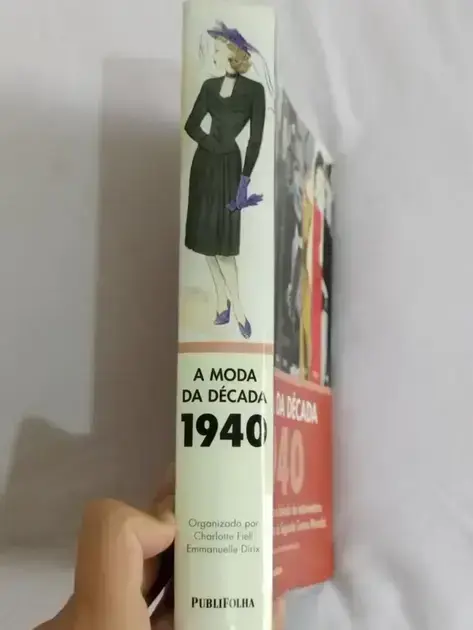 A MODA
DA DÉCADA
1940
Organizado por
Charlotte Fiell
Emmanuelle Dirix
PUBLIFOLHA
DA DÉCADA
40